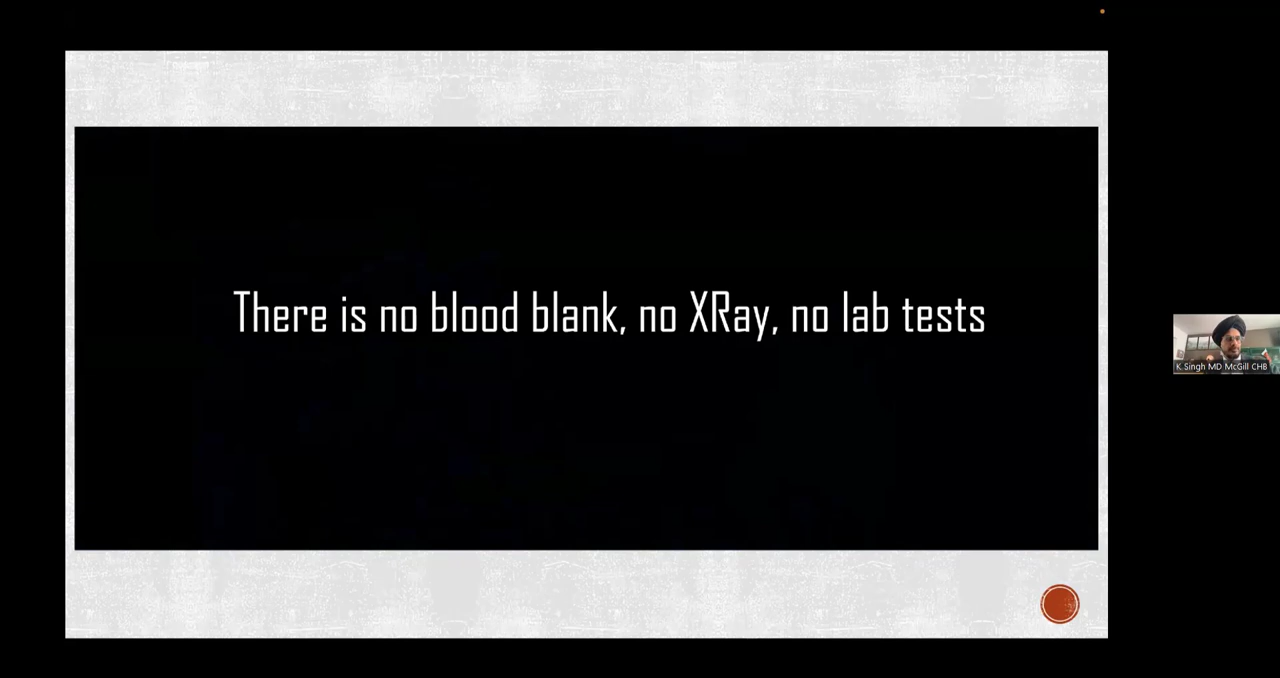 There is no blood blank, no XRay, no lab tests
K Singh MD McGill CHB